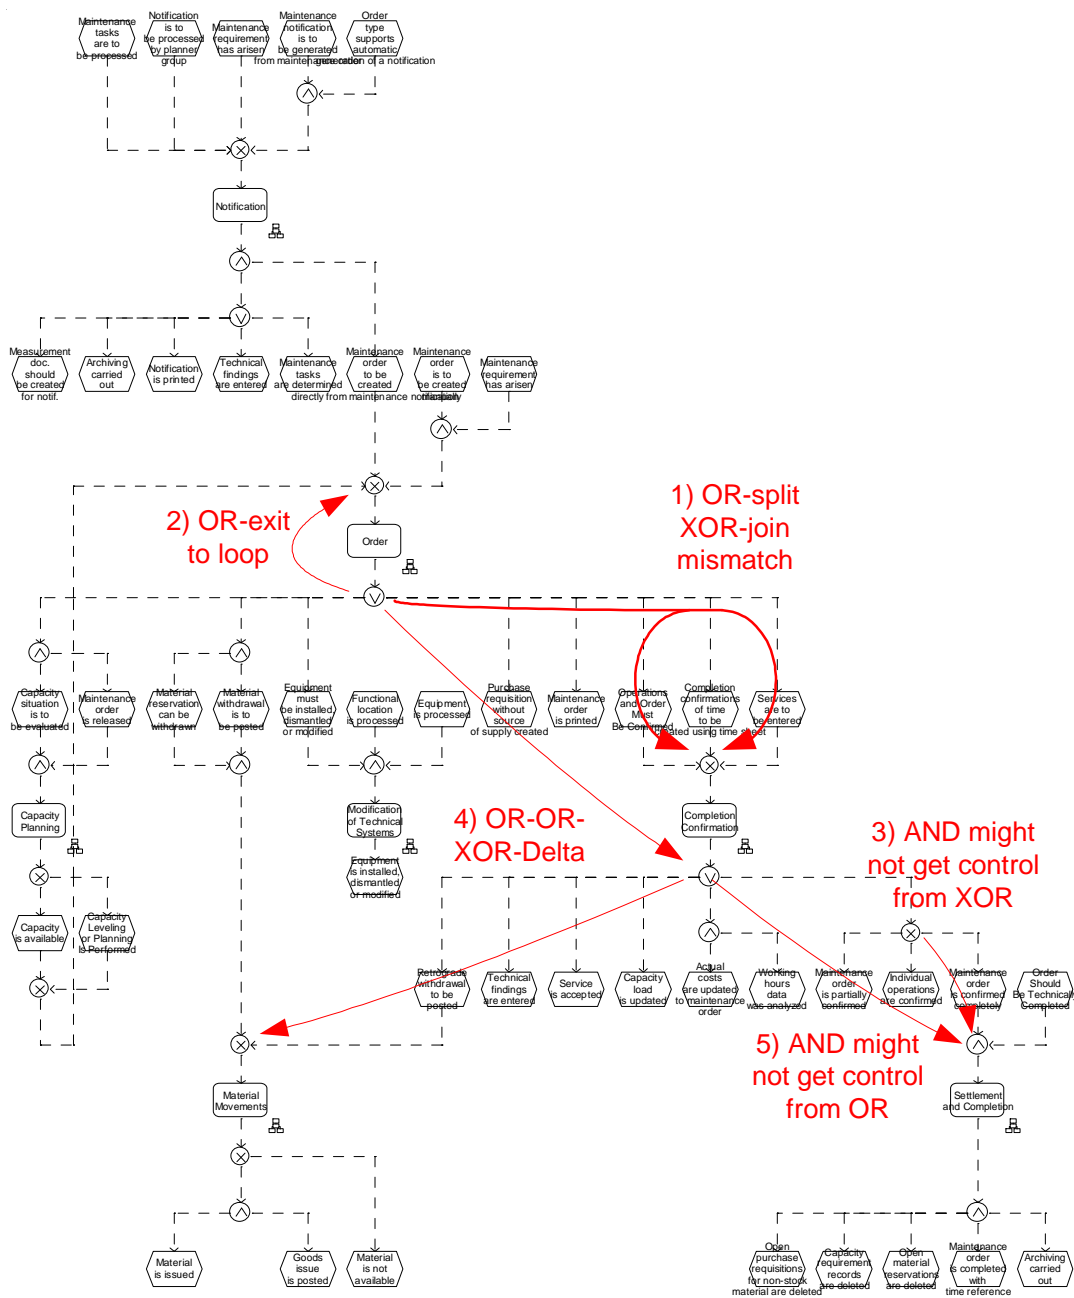 Maintenance
tasks
are to
be processed
Notification
is to
be processed
by planner
group
Maintenance
requirement
has arisen
Maintenance
notification
is to
be generated
from maintenance order
Order
type
supports
automatic
generation of a notification
Notification
Measurement
doc.
should
be created
for notif.
Archiving
carried
out
Notification
is printed
Technical
findings
are entered
Maintenance
tasks
are determined
directly from maintenance notification
Maintenance
order
to be
created
Maintenance
order
is to
be created
manually
Maintenance
requirement
has arisen
1) OR-split
XOR-join
mismatch
2) OR-exit
to loop
Order
Capacity
situation
is to
be evaluated
Maintenance
order
is released
Material
reservation
can be
withdrawn
Material
withdrawal
is to
be posted
Equipment
must
be installed,
dismantled
or modified
Functional
location
is processed
Equipment
is processed
Purchase
requisition
without
source
of supply created
Maintenance
order
is printed
Operations
and Order
Must
Be Confirmed
Completion
confirmations
of time
to be
created using time sheet
Services
are to
be entered
Capacity
Planning
Modification
of Technical
Systems
Completion
Confirmation
4) OR-OR-
XOR-Delta
3) AND might
not get control
from XOR
Equipment
is installed,
dismantled
or modified
Capacity
is available
Capacity
Leveling
or Planning
is Performed
Retrograde
withdrawal
to be
posted
Technical
findings
are entered
Service
is accepted
Capacity
load
is updated
Actual
costs
are updated
to maintenance
order
Working
hours
data
was analyzed
Maintenance
order
is partially
confirmed
Individual
operations
are confirmed
Maintenance
order
is confirmed
completely
Order
Should
Be Technically
Completed
5) AND might
not get control
from OR
Material
Movements
Settlement
and Completion
Material
is issued
Goods
issue
is posted
Material
is not
available
Open
purchase
requisitions
for non-stock
material are deleted
Capacity
requirement
records
are deleted
Open
material
reservations
are deleted
Maintenance
order
is completed
with
time reference
Archiving
carried
out